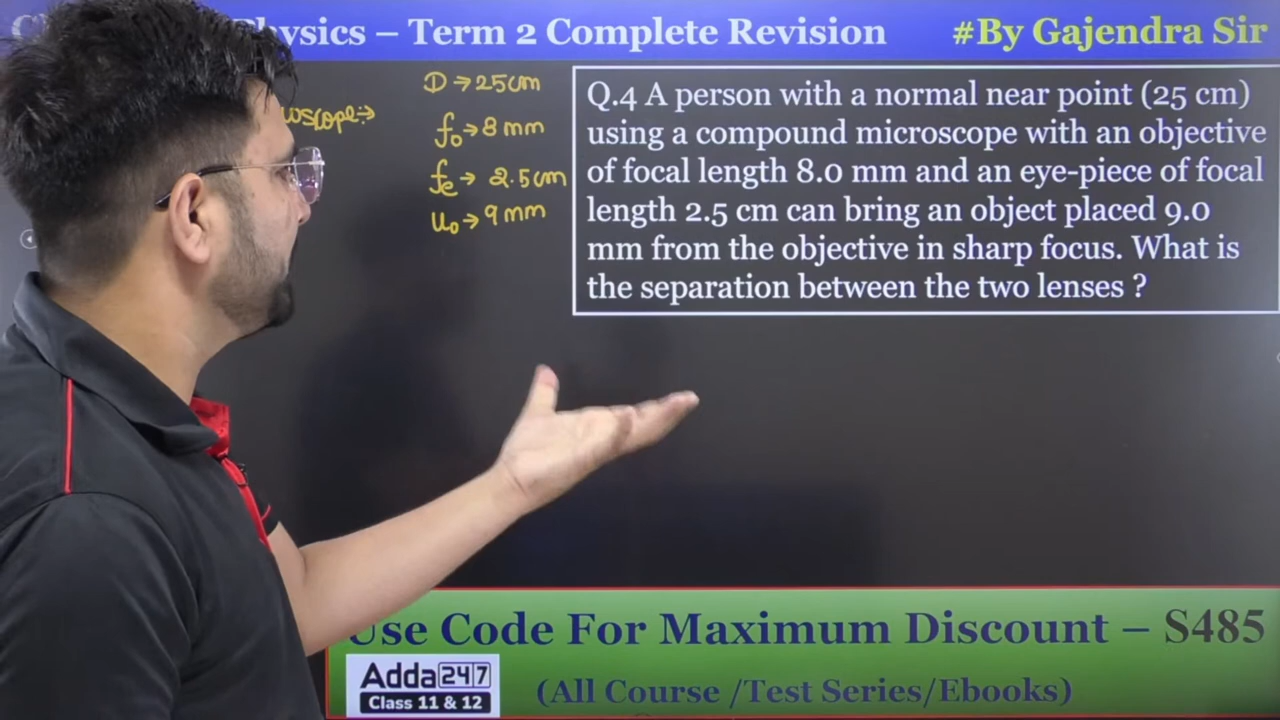 Physics – Term 2 Complete Revision #By Gajendra Sir
D → 25cm
fo → 8 mm
fe → 2.5cm
uo → 9 mm
Q.4 A person with a normal near point (25 cm)
using a compound microscope with an objective
of focal length 8.0 mm and an eye-piece of focal
length 2.5 cm can bring an object placed 9.0
mm from the objective in sharp focus. What is
the separation between the two lenses ?
Use Code For Maximum Discount – S485
Adda247
Class 11 & 12
(All Course /Test Series/Ebooks)